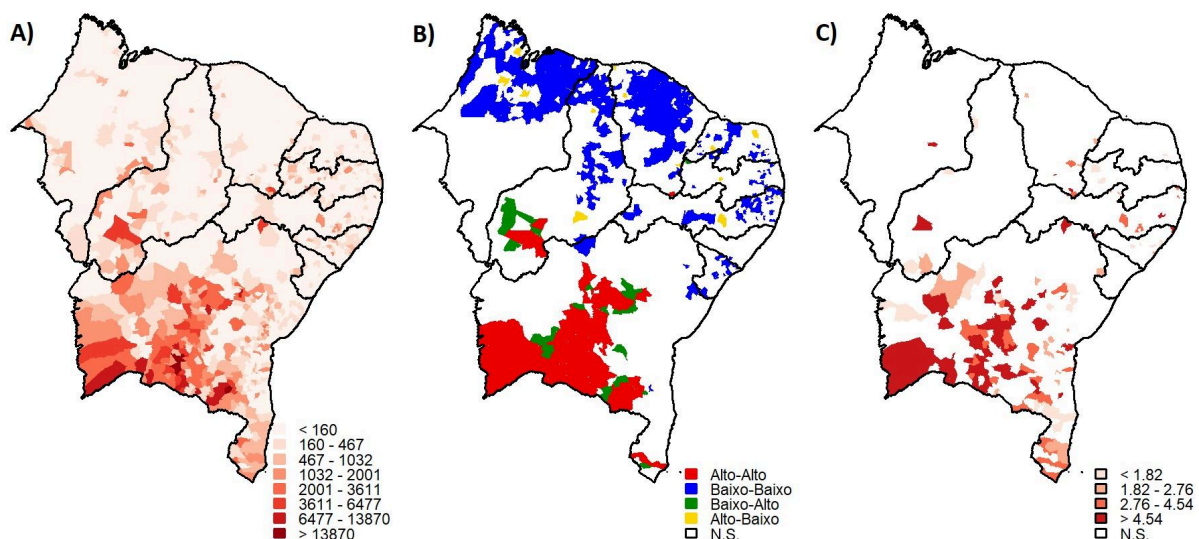 A)
< 160
160 - 467
467 - 1032
1032 - 2001
2001 - 3611
3611 - 6477
6477 - 13870
> 13870
B)
Alto-Alto
Baixo-Baixo
Baixo-Alto
Alto-Baixo
N.S.
C)
< 1.82
1.82 - 2.76
2.76 - 4.54
> 4.54
N.S.